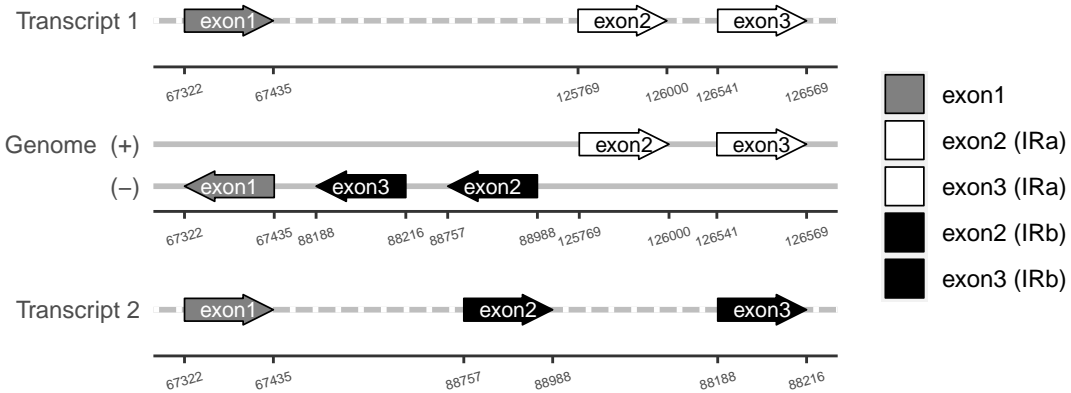 Transcript 1 exon1 exon2 exon3
67322 67435 125769 126000 126541 126569
Genome (+) exon2 exon3
(−) exon1 exon3 exon2
67322 67435 88188 88216 88757 88988 125769 126000 126541 126569
Transcript 2 exon1 exon2 exon3
67322 67435 88757 88988 88188 88216
exon1
exon2 (IRa)
exon3 (IRa)
exon2 (IRb)
exon3 (IRb)